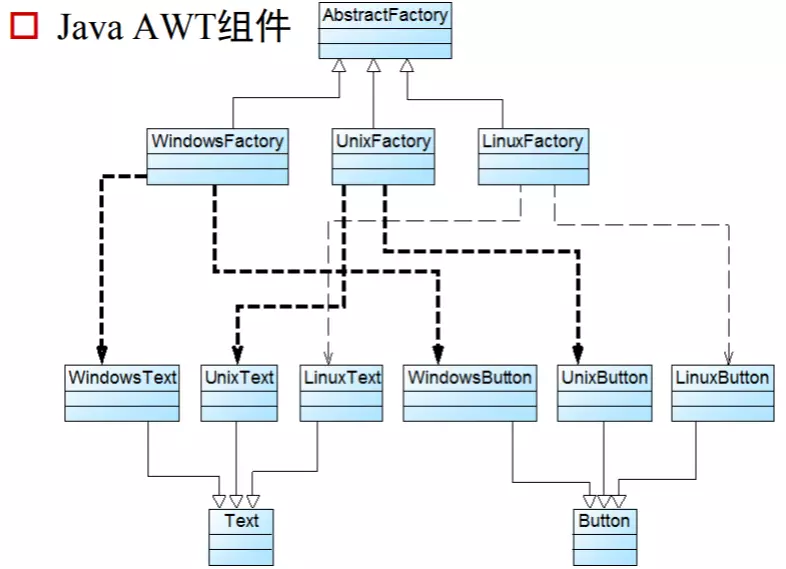 Java AWT组件
AbstractFactory
WindowsFactory
UnixFactory
LinuxFactory
WindowsText
UnixText
LinuxText
WindowsButton
UnixButton
LinuxButton
Text
Button